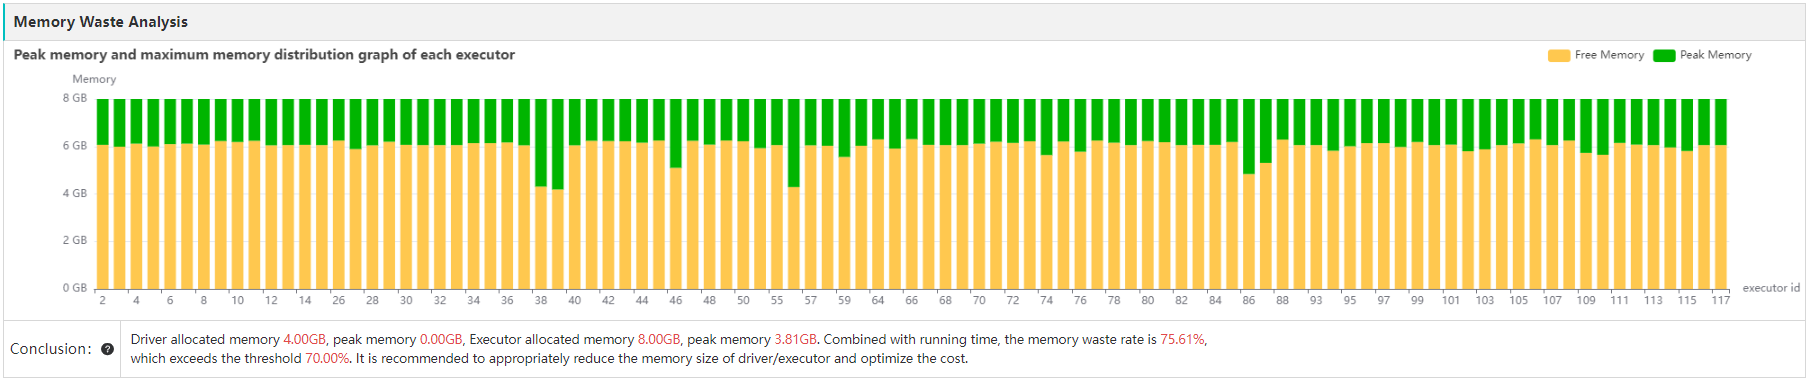 Memory Waste Analysis
Peak memory and maximum memory distribution graph of each executor
Free Memory Peak Memory
Memory
8 GB
6 GB
4 GB
2 GB
0 GB
2 4 6 8 10 12 14 26 28 30 32 34 36 38 40 42 44 46 48 50 55 57 59 64 66 68 70 72 74 76 78 80 82 84 86 88 93 95 97 99 101 103 105 107 109 111 113 115 117
executor id
Conclusion: ?
Driver allocated memory 4.00GB, peak memory 0.00GB, Executor allocated memory 8.00GB, peak memory 3.81GB. Combined with running time, the memory waste rate is 75.61%,
which exceeds the threshold 70.00%. It is recommended to appropriately reduce the memory size of driver/executor and optimize the cost.